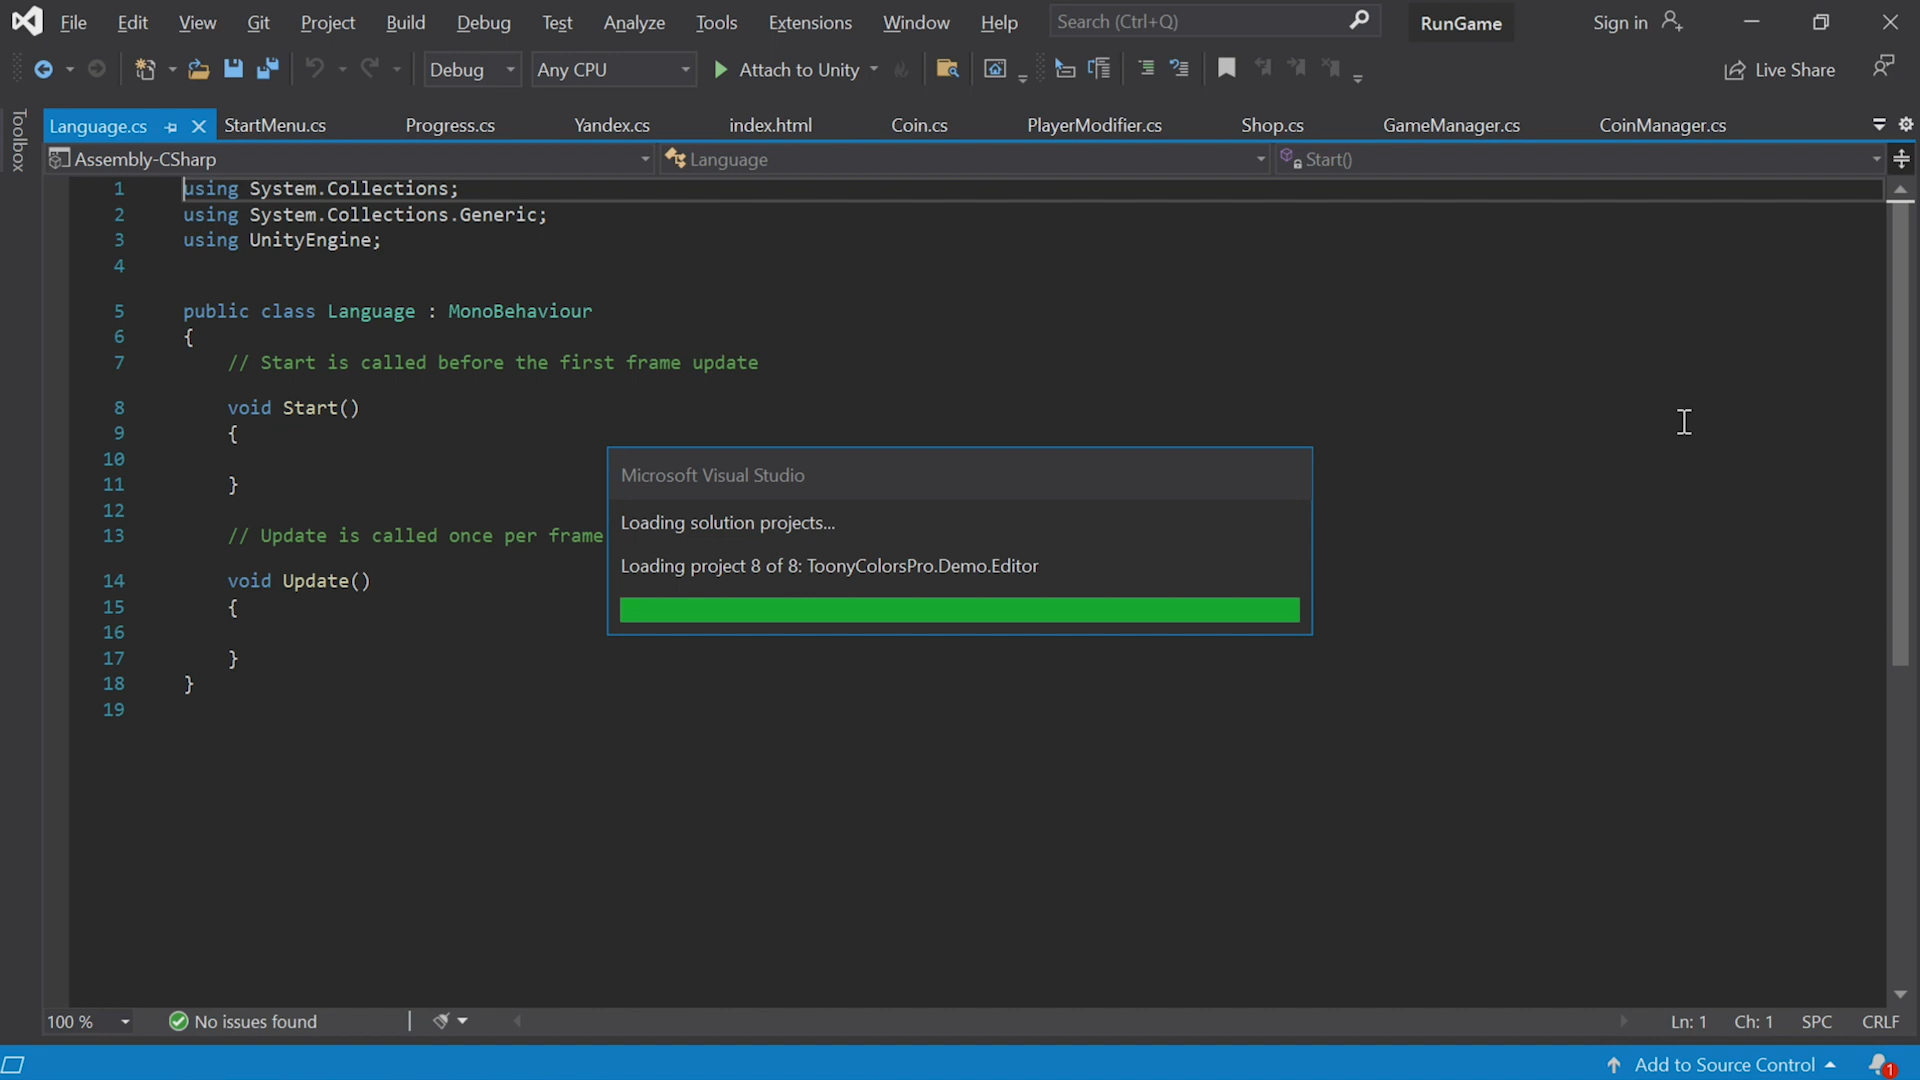 File Edit View Git Project Build Debug Test Analyze Tools Extensions Window Help Search (Ctrl+Q) RunGame Sign in
Debug Any CPU Attach to Unity Live Share
Toolbox
Language.cs StartMenu.cs Progress.cs Yandex.cs index.html Coin.cs PlayerModifier.cs Shop.cs GameManager.cs CoinManager.cs
Assembly-CSharp Language Start()
1 using System.Collections;
2 using System.Collections.Generic;
3 using UnityEngine;
4
5 public class Language : MonoBehaviour
6 {
7 // Start is called before the first frame update
8 void Start()
9 {
10
11 }
12
13 // Update is called once per frame
14 void Update()
15 {
16
17 }
18 }
19
Microsoft Visual Studio
Loading solution projects...
Loading project 8 of 8: ToonyColorsPro.Demo.Editor
100 % No issues found Ln: 1 Ch: 1 SPC CRLF
Add to Source Control 1